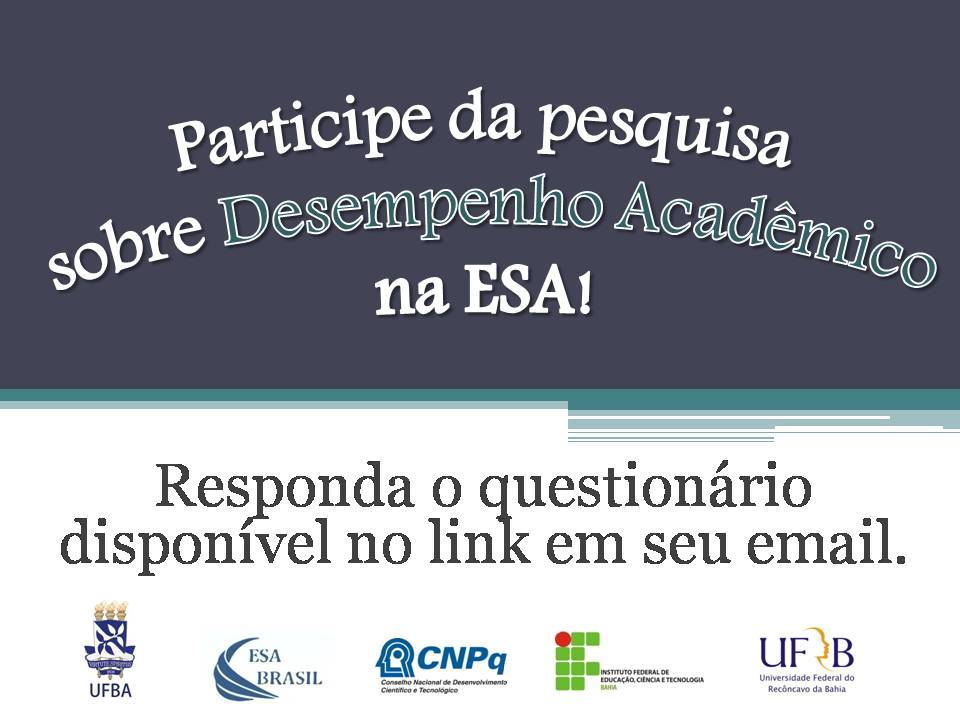 Participe da pesquisa
sobre Desempenho Acadêmico
na ESA!
Responda o questionário
disponível no link em seu email.
UFBA
ESA
BRASIL
CNPq
Conselho Nacional de Desenvolvimento
Científico e Tecnológico
INSTITUTO FEDERAL DE
EDUCAÇÃO, CIÊNCIA E TECNOLOGIA
BAHIA
UFRB
Universidade Federal do
Recôncavo da Bahia